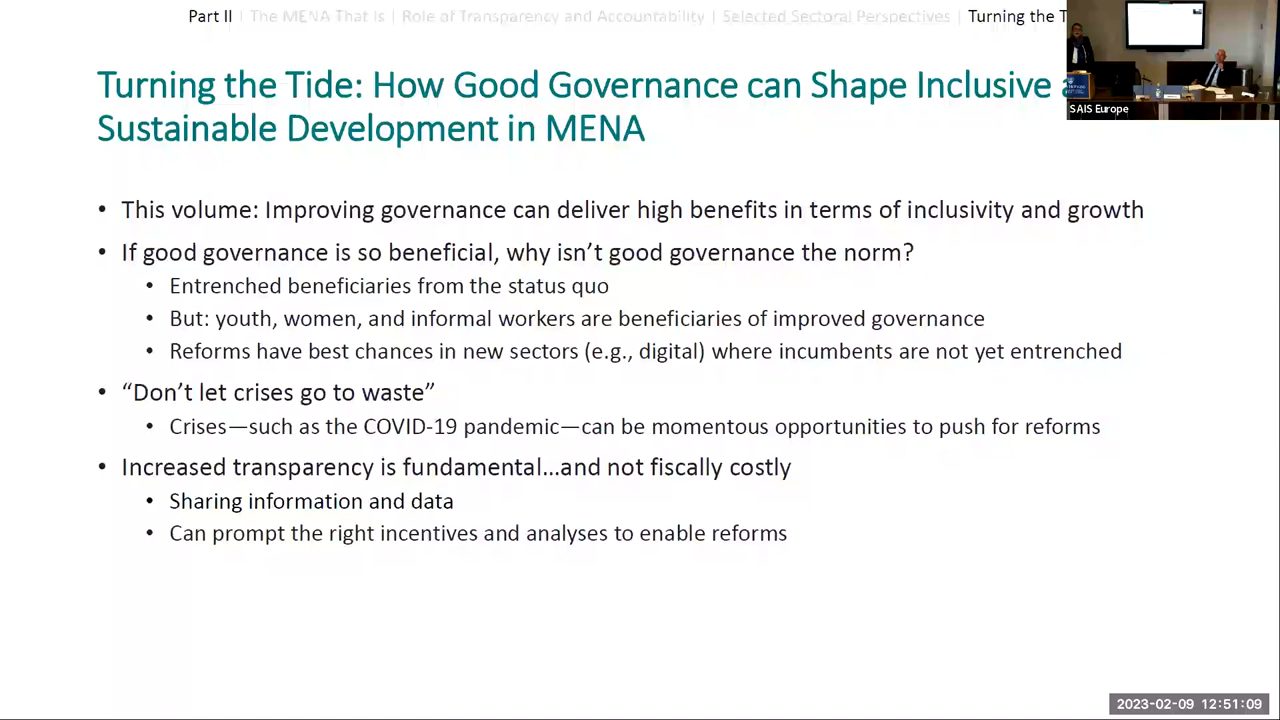 Part II | The MENA That Is | Role of Transparency and Accountability | Selected Sectoral Perspectives | Turning the
SAIS Europe
Turning the Tide: How Good Governance can Shape Inclusive
Sustainable Development in MENA
• This volume: Improving governance can deliver high benefits in terms of inclusivity and growth
• If good governance is so beneficial, why isn't good governance the norm?
• Entrenched beneficiaries from the status quo
• But: youth, women, and informal workers are beneficiaries of improved governance
• Reforms have best chances in new sectors (e.g., digital) where incumbents are not yet entrenched
• “Don't let crises go to waste”
• Crises—such as the COVID-19 pandemic—can be momentous opportunities to push for reforms
• Increased transparency is fundamental…and not fiscally costly
• Sharing information and data
• Can prompt the right incentives and analyses to enable reforms
2023-02-09 12:51:09